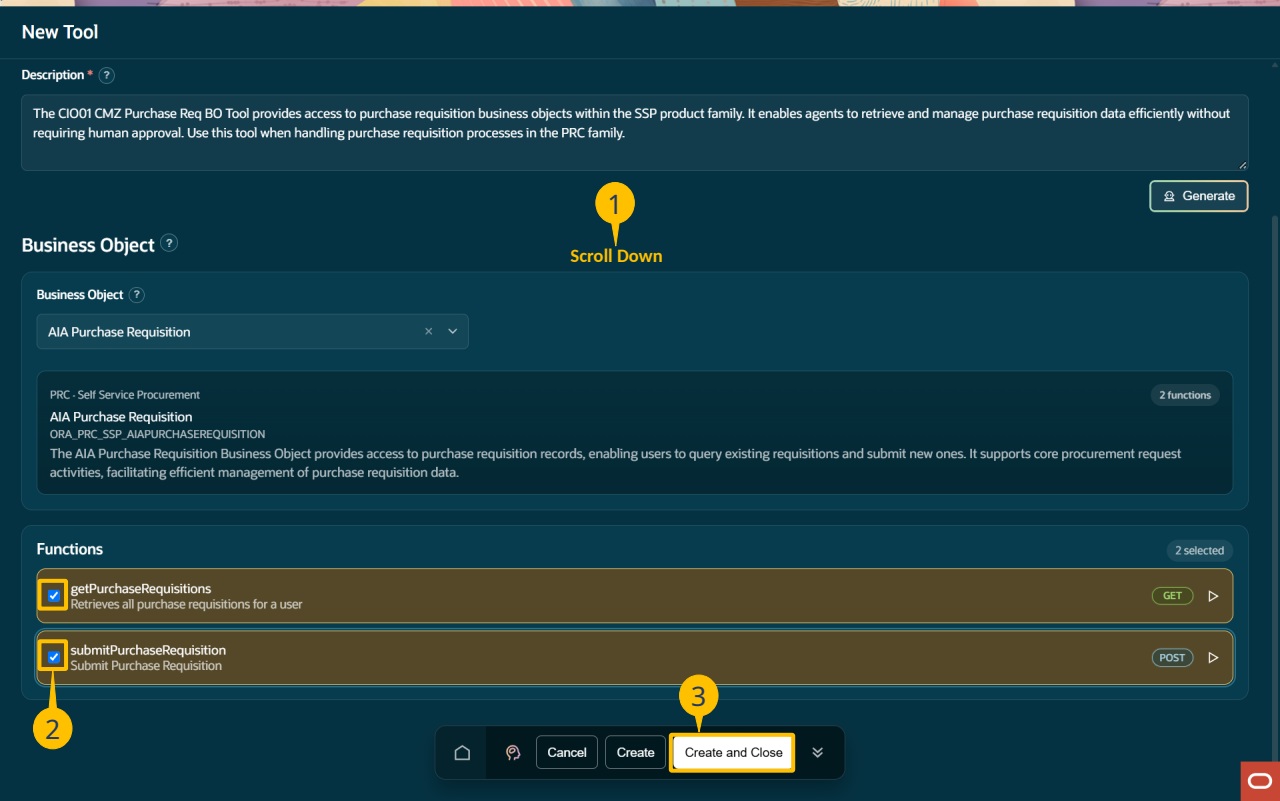 New Tool
Description * ?
The CIO01 CMZ Purchase Req BO Tool provides access to purchase requisition business objects within the SSP product family. It enables agents to retrieve and manage purchase requisition data efficiently without
requiring human approval. Use this tool when handling purchase requisition processes in the PRC family.
Generate
1
Scroll Down
Business Object ?
Business Object ?
AIA Purchase Requisition
PRC - Self Service Procurement
2 functions
AIA Purchase Requisition
ORA_PRC_SSP_AIAPURCHASEREQUISITION
The AIA Purchase Requisition Business Object provides access to purchase requisition records, enabling users to query existing requisitions and submit new ones. It supports core procurement request
activities, facilitating efficient management of purchase requisition data.
Functions
2 selected
getPurchaseRequisitions
Retrieves all purchase requisitions for a user
GET
submitPurchaseRequisition
Submit Purchase Requisition
POST
2
3
Cancel
Create
Create and Close